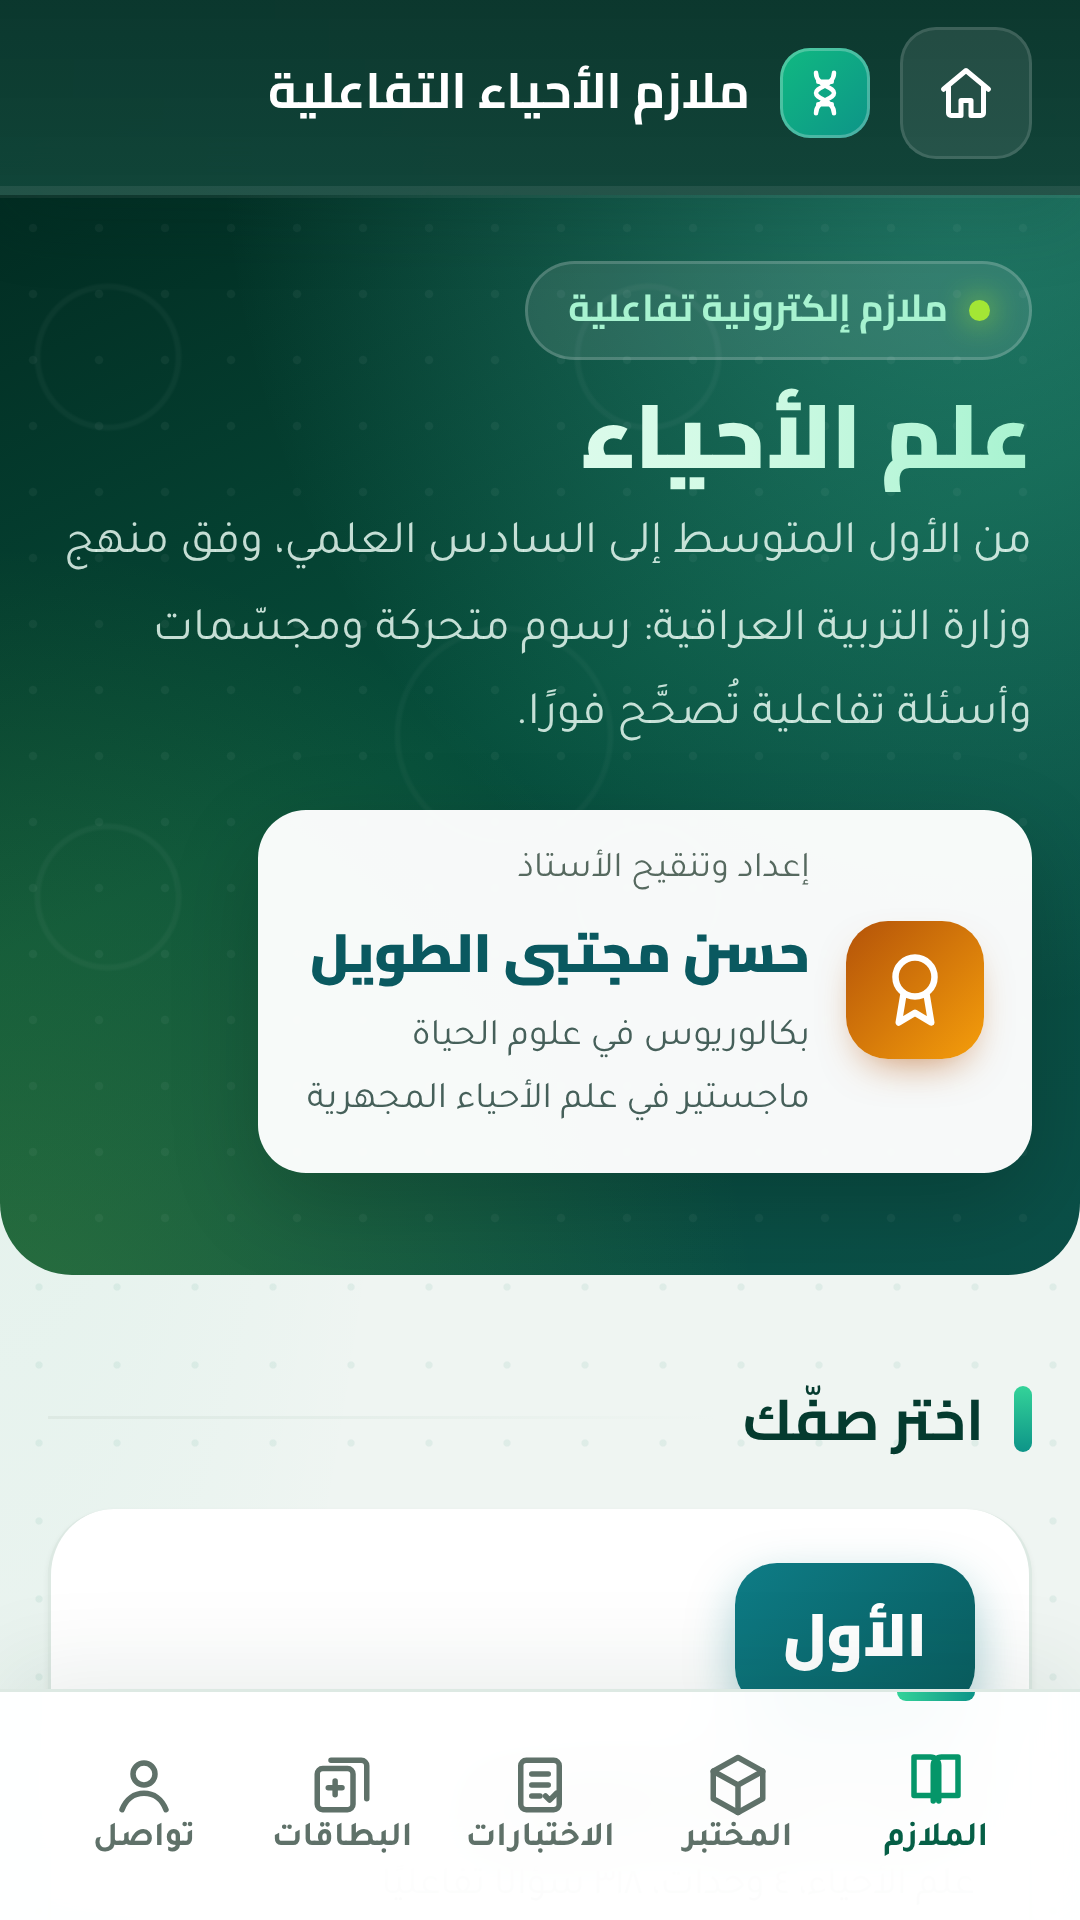 ملازم الأحياء التفاعلية
ملازم إلكترونية تفاعلية
علم الأحياء
من الأول المتوسط إلى السادس العلمي، وفق منهج
وزارة التربية العراقية: رسوم متحركة ومجسّمات
وأسئلة تفاعلية تُصحَّح فورًا.
إعداد وتنقيح الأستاذ
حسن مجتبى الطويل
بكالوريوس في علوم الحياة
ماجستير في علم الأحياء المجهرية
اختر صفّك
الأول
الملازم
المختبر
الاختبارات
البطاقات
تواصل